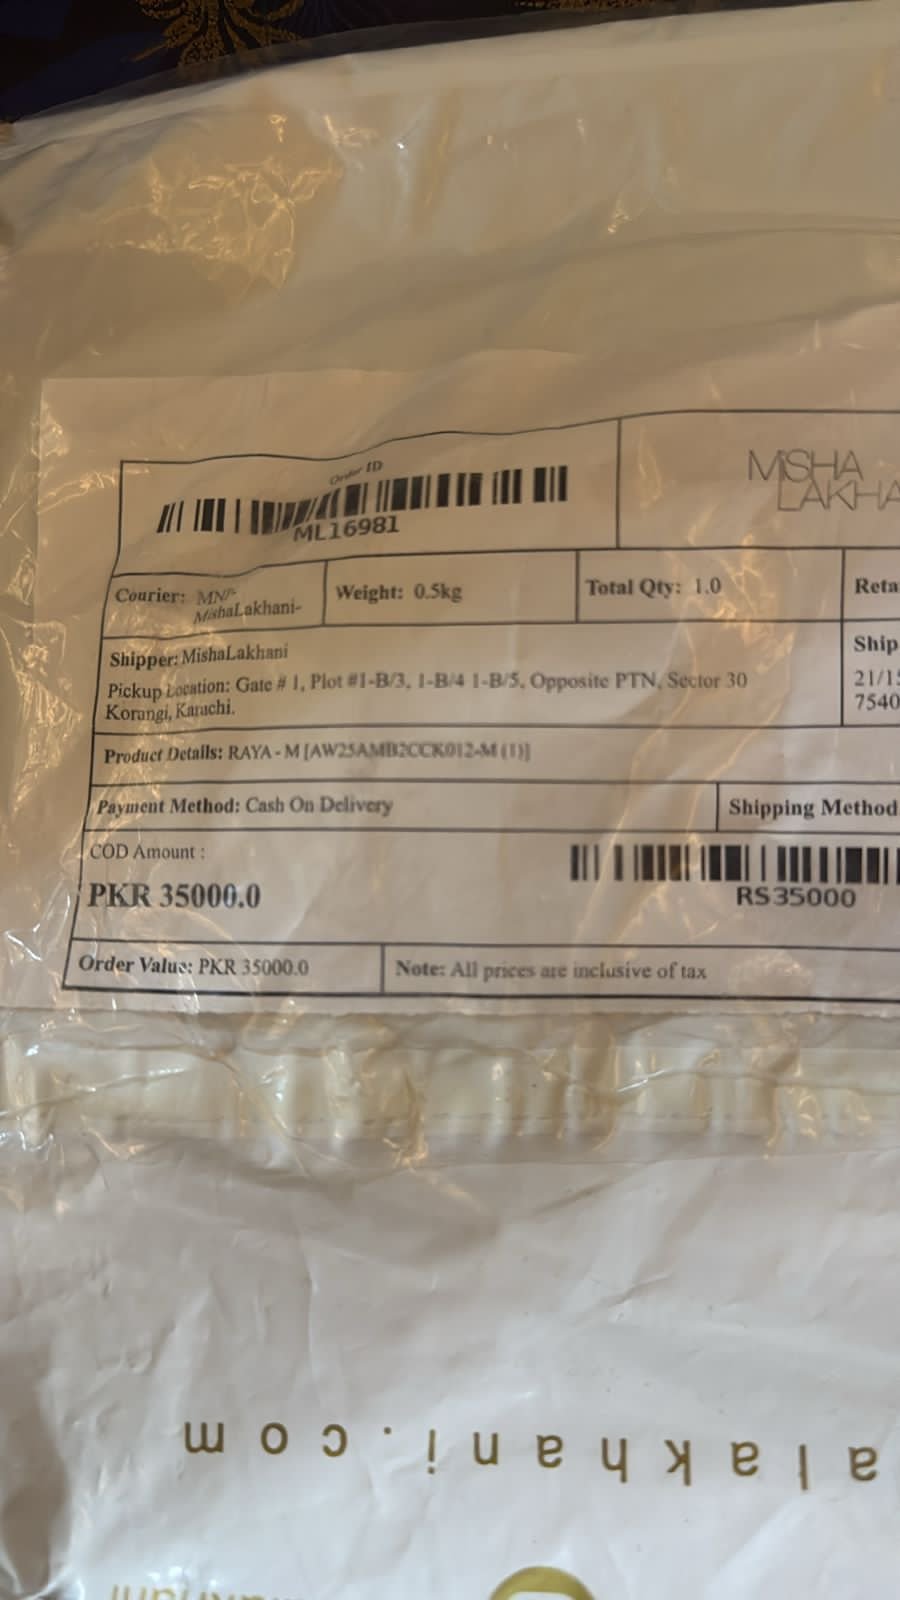 Order ID
ML16981
MISHA
LAKHA
Courier: MNP-
MishaLakhani-
Weight: 0.5kg
Total Qty: 1.0
Reta
Shipper: MishaLakhani
Pickup Location: Gate # 1, Plot #1-B/3, 1-B/4 1-B/5, Opposite PTN, Sector 30
Korangi, Karachi.
Ship
21/15
7540
Product Details: RAYA - M [AW25AMB2CCK012-M (1)]
Payment Method: Cash On Delivery
Shipping Method
COD Amount :
PKR 35000.0
RS35000
Order Value: PKR 35000.0
Note: All prices are inclusive of tax
alakhani.com